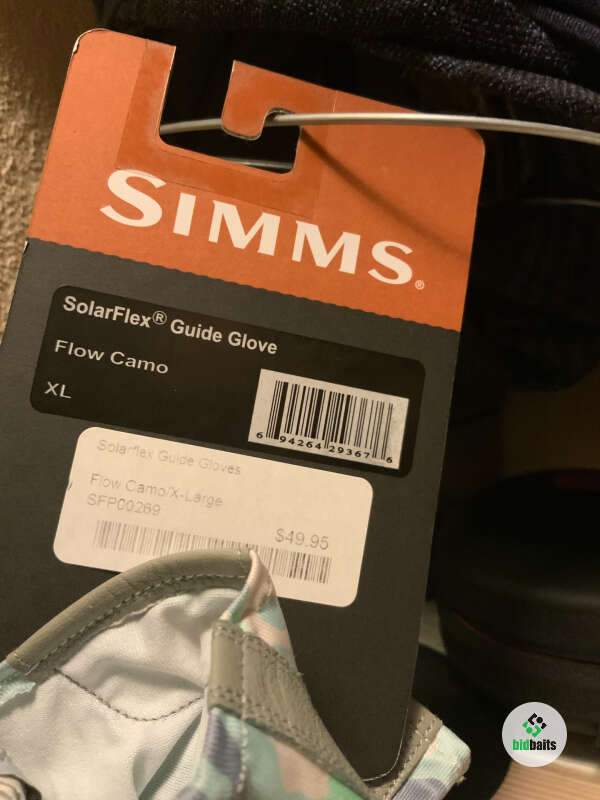 SIMMS®
SolarFlex® Guide Glove
Flow Camo
XL
6 94264 29367 6
Solarflex Guide Gloves
Flow Camo/X-Large
SFP00269
$49.95
bidbaits